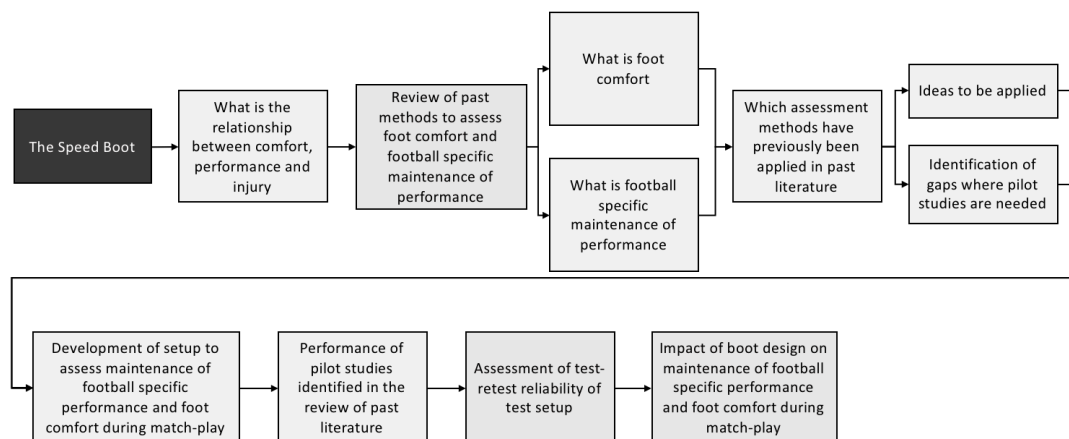 The Speed Boot
What is the
relationship
between comfort,
performance and
injury
Review of past
methods to assess
foot comfort and
football specific
maintenance of
performance
What is foot
comfort
What is football
specific
maintenance of
performance
Which assessment
methods have
previously been
applied in past
literature
Ideas to be applied
Identification of
gaps where pilot
studies are needed
Development of setup to
assess maintenance of
football specific
performance and foot
comfort during match-play
Performance of
pilot studies
identified in the
review of past
literature
Assessment of test-
retest reliability of
test setup
Impact of boot design on
maintenance of football
specific performance
and foot comfort during
match-play